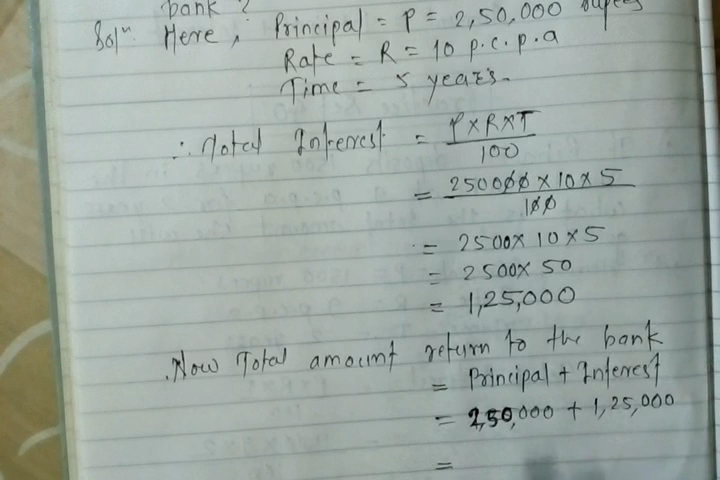 bank ?
Solⁿ. Here, Principal = P = 2,50,000 rupees
Rate = R = 10 p.c.p.a
Time = 5 years.
∴ Total Interest = P×R×T / 100
= 250000 × 10 × 5 / 100
= 2500 × 10 × 5
= 2500 × 50
= 1,25,000
Now Total amount return to the bank
= Principal + Interest
= 2,50,000 + 1,25,000
=